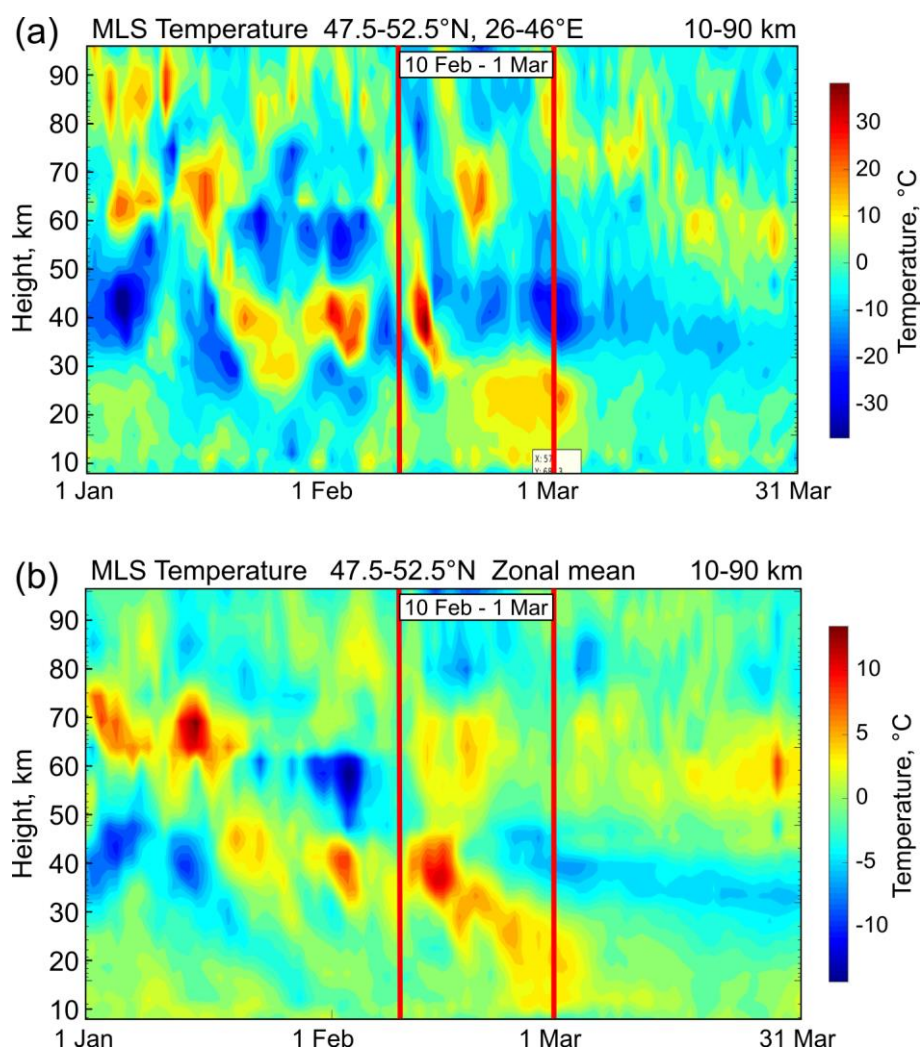 (a) MLS Temperature 47.5-52.5°N, 26-46°E 10-90 km
10 Feb - 1 Mar
90
80
70
60
50
40
30
20
10
Height, km
1 Jan 1 Feb 1 Mar 31 Mar
30
20
10
0
-10
-20
-30
Temperature, °C
X: 57
(b) MLS Temperature 47.5-52.5°N Zonal mean 10-90 km
10 Feb - 1 Mar
90
80
70
60
50
40
30
20
10
Height, km
1 Jan 1 Feb 1 Mar 31 Mar
10
5
0
-5
-10
Temperature, °C